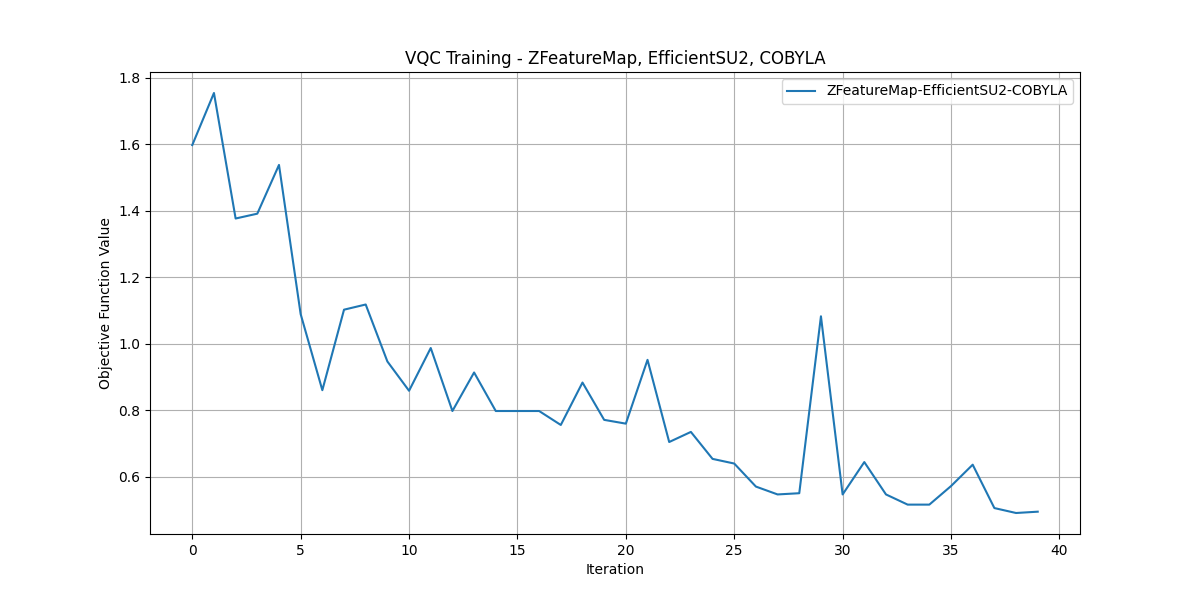 VQC Training - ZFeatureMap, EfficientSU2, COBYLA
ZFeatureMap-EfficientSU2-COBYLA
Objective Function Value
1.8
1.6
1.4
1.2
1.0
0.8
0.6
0 5 10 15 20 25 30 35 40
Iteration